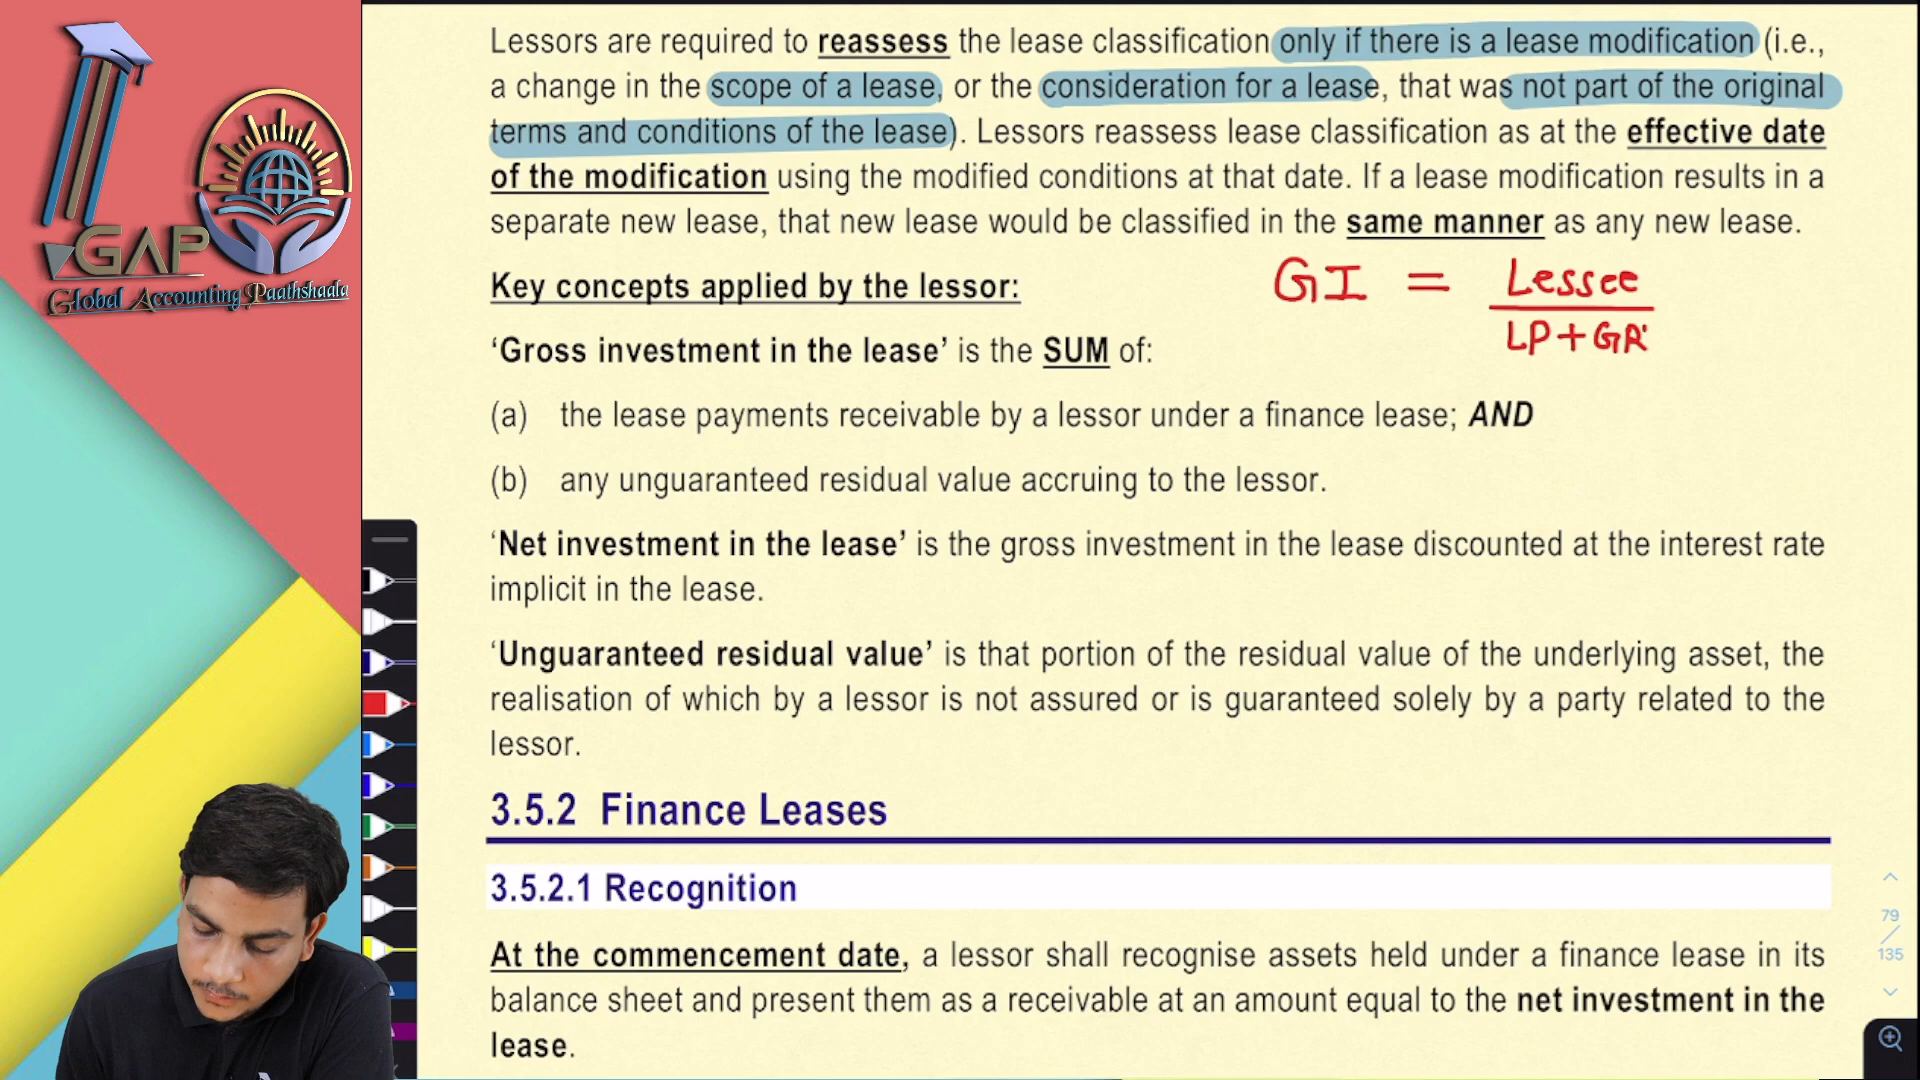 GAP
Global Accounting Paathshaala
Lessors are required to reassess the lease classification only if there is a lease modification (i.e.,
a change in the scope of a lease, or the consideration for a lease, that was not part of the original
terms and conditions of the lease). Lessors reassess lease classification as at the effective date
of the modification using the modified conditions at that date. If a lease modification results in a
separate new lease, that new lease would be classified in the same manner as any new lease.
Key concepts applied by the lessor:
GI = Lessee
LP+GR
‘Gross investment in the lease’ is the SUM of:
(a) the lease payments receivable by a lessor under a finance lease; AND
(b) any unguaranteed residual value accruing to the lessor.
‘Net investment in the lease’ is the gross investment in the lease discounted at the interest rate
implicit in the lease.
‘Unguaranteed residual value’ is that portion of the residual value of the underlying asset, the
realisation of which by a lessor is not assured or is guaranteed solely by a party related to the
lessor.
3.5.2 Finance Leases
3.5.2.1 Recognition
At the commencement date, a lessor shall recognise assets held under a finance lease in its
balance sheet and present them as a receivable at an amount equal to the net investment in the
lease.
79
/
135